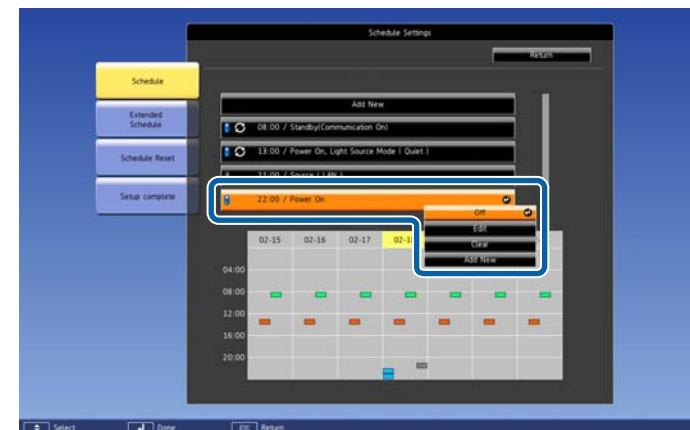 Schedule Settings
Return
Schedule
Extended
Schedule
Schedule Reset
Setup complete
Add New
08:00 / Standby(Communication On)
13:00 / Power On, Light Source Mode ( Quiet )
21:00 / Source ( LAN )
22:00 / Power On
Off
Edit
Clear
Add New
02-15 02-16 02-17
04:00
08:00
12:00
16:00
20:00
Select Done Esc Return